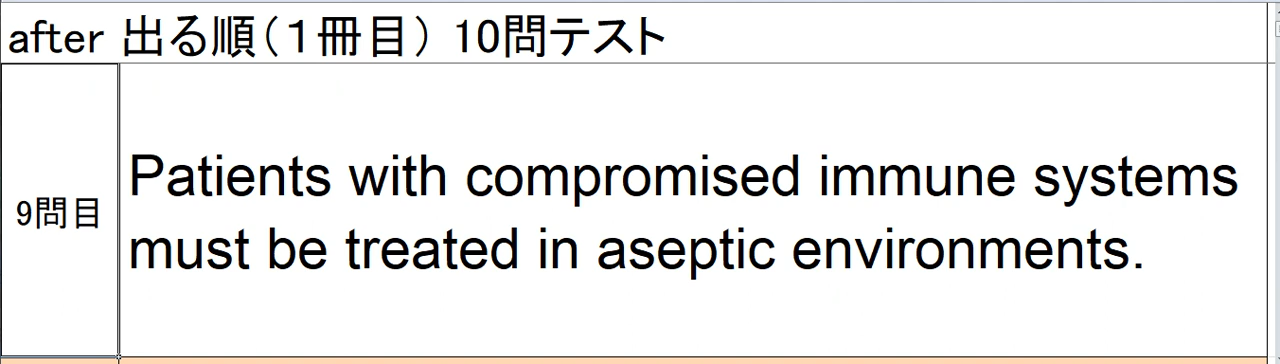 after 出る順（１冊目） 10問テスト
9問目
Patients with compromised immune systems
must be treated in aseptic environments.